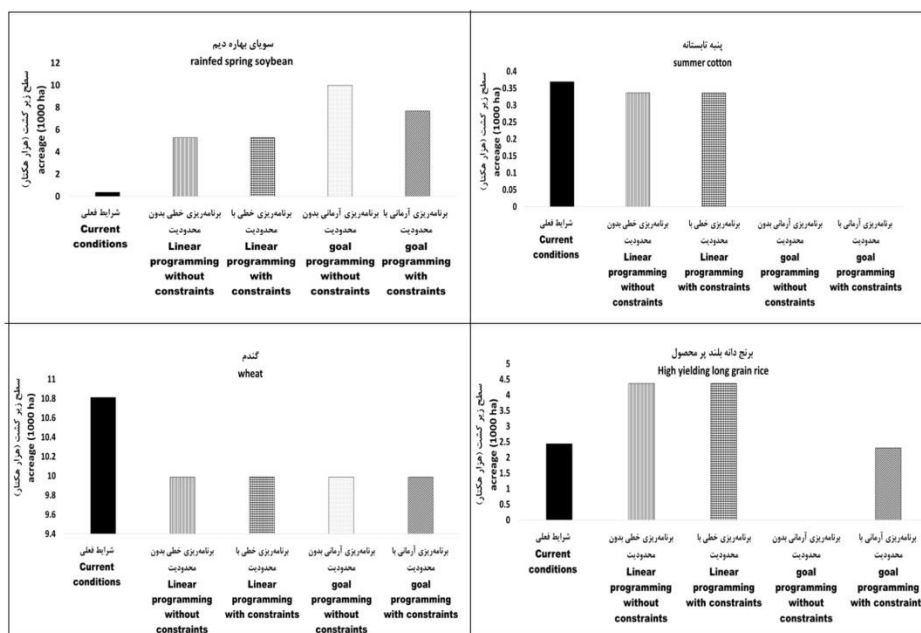 سویای بهاره دیم
rainfed spring soybean
سطح زیر کشت (هزار هکتار)
acreage (1000 ha)
12
10
8
6
4
2
0
شرایط فعلی
Current
conditions
برنامه‌ریزی خطی بدون
محدودیت
Linear
programming
without
constraints
برنامه‌ریزی خطی با
محدودیت
Linear
programming
with
constraints
برنامه‌ریزی آرمانی بدون
محدودیت
goal
programming
without
constraints
برنامه‌ریزی آرمانی با
محدودیت
goal
programming
with
constraints
پنبه تابستانه
summer cotton
سطح زیر کشت (هزار هکتار)
acreage (1000 ha)
0.4
0.35
0.3
0.25
0.2
0.15
0.1
0.05
0
شرایط فعلی
Current
conditions
برنامه‌ریزی خطی بدون
محدودیت
Linear
programming
without
constraints
برنامه‌ریزی خطی با
محدودیت
Linear
programming
with constraints
برنامه‌ریزی آرمانی بدون
محدودیت
goal
programming
without
constraints
برنامه‌ریزی آرمانی با
محدودیت
goal
programming
with constraints
گندم
wheat
سطح زیر کشت (هزار هکتار)
acreage (1000 ha)
11
10.8
10.6
10.4
10.2
10
9.8
9.6
9.4
شرایط فعلی
Current
conditions
برنامه‌ریزی خطی بدون
محدودیت
Linear
programming
without
constraints
برنامه‌ریزی خطی با
محدودیت
Linear
programming
with constraints
برنامه‌ریزی آرمانی بدون
محدودیت
goal
programming
without
constraints
برنامه‌ریزی آرمانی با
محدودیت
goal
programming
with constraints
برنج دانه بلند پر محصول
High yielding long grain rice
سطح زیر کشت (هزار هکتار)
acreage (1000 ha)
5
4.5
4
3.5
3
2.5
2
1.5
1
0.5
0
شرایط فعلی
Current
conditions
برنامه‌ریزی خطی بدون
محدودیت
Linear
programming
without
constraints
برنامه‌ریزی خطی با
محدودیت
Linear
programming
with constraints
برنامه‌ریزی آرمانی بدون
محدودیت
goal
programming
without
constraints
برنامه‌ریزی آرمانی با
محدودیت
goal
programming
with constraints